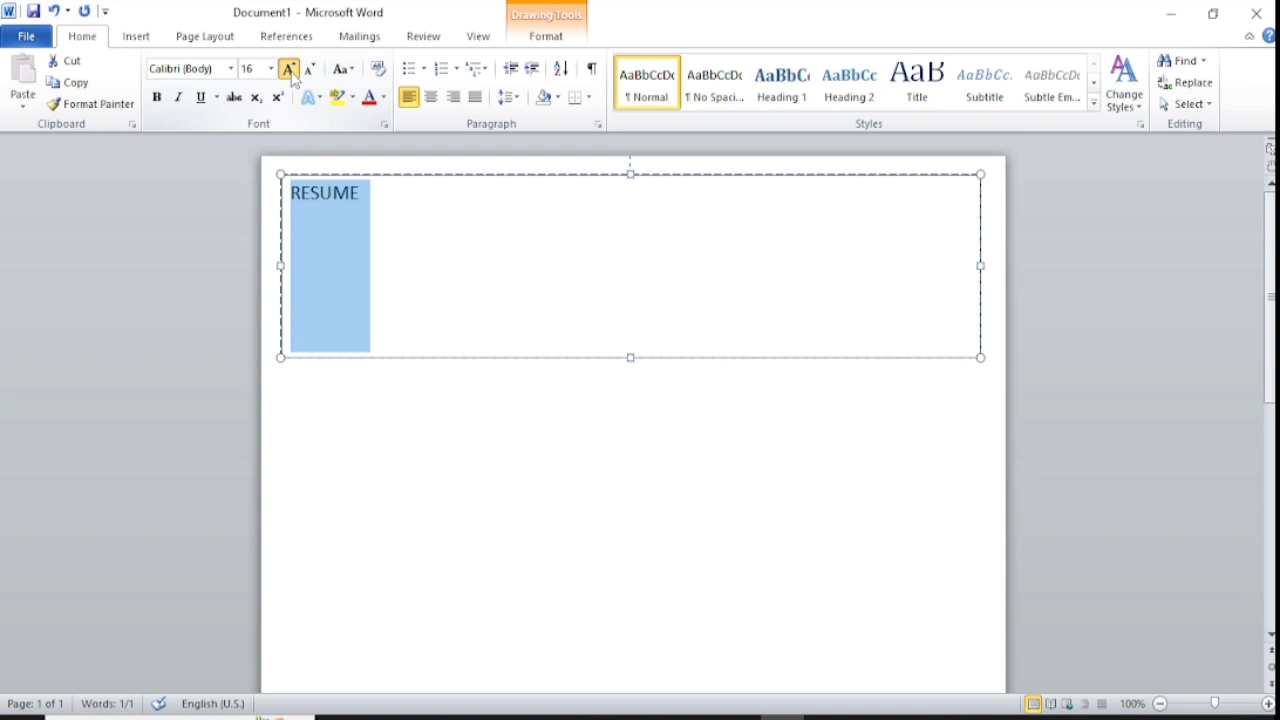 Document1 - Microsoft Word
Drawing Tools
File Home Insert Page Layout References Mailings Review View Format
Paste
Cut
Copy
Format Painter
Clipboard
Calibri (Body) 16
Font
Paragraph
AaBbCcDc AaBbCcDc AaBbC AaBbCc AaB AaBbCc. AaBbCcDc
¶ Normal ¶ No Spaci... Heading 1 Heading 2 Title Subtitle Subtle Em...
Change
Styles
Styles
Find
Replace
Select
Editing
RESUME
Page: 1 of 1 Words: 1/1 English (U.S.) 100%